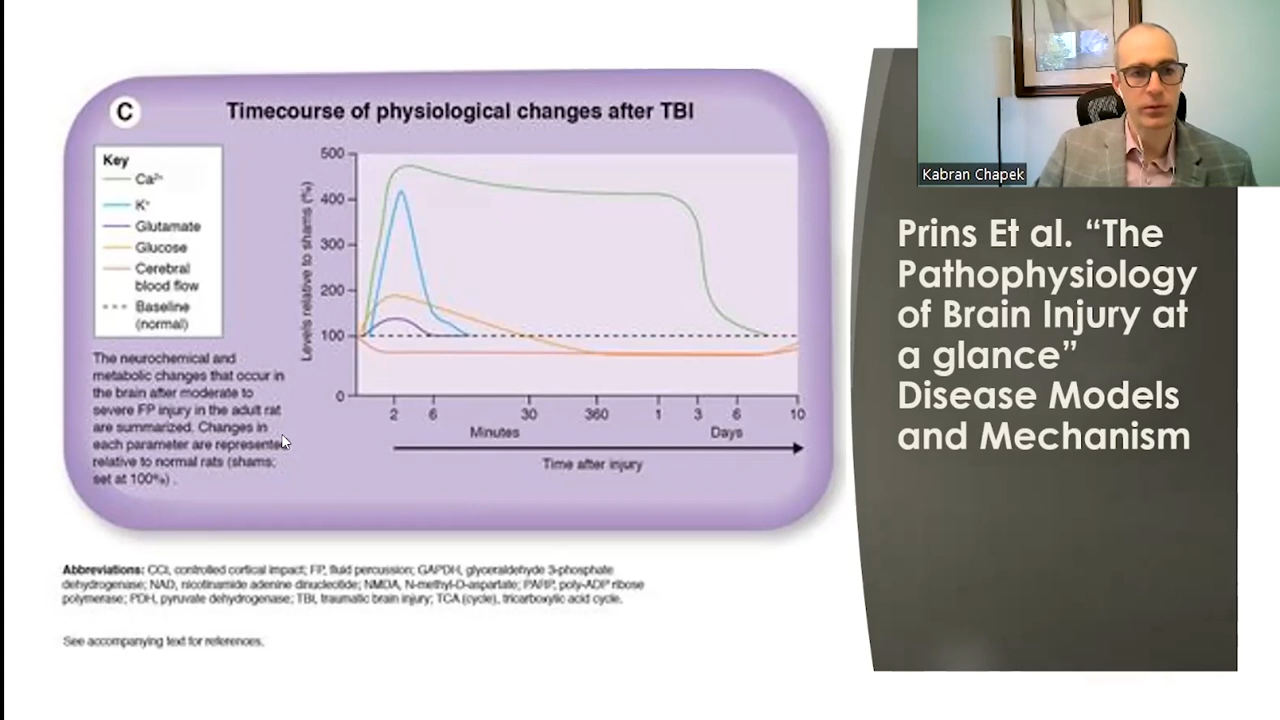 C
Timecourse of physiological changes after TBI
Key
Ca²⁺
K⁺
Glutamate
Glucose
Cerebral
blood flow
Baseline
(normal)
The neurochemical and
metabolic changes that occur in
the brain after moderate to
severe FP injury in the adult rat
are summarized. Changes in
each parameter are represented
relative to normal rats (shams;
set at 100%).
Levels relative to shams (%)
500
400
300
200
100
0
2 6 30 360 1 3 6 10
Minutes Days
Time after injury
Abbreviations: CCI, controlled cortical impact; FP, fluid percussion; GAPDH, glyceraldehyde 3-phosphate
dehydrogenase; NAD, nicotinamide adenine dinucleotide; NMDA, N-methyl-D-aspartate; PARP, poly-ADP ribose
polymerase; PDH, pyruvate dehydrogenase; TBI, traumatic brain injury; TCA (cycle), tricarboxylic acid cycle.
See accompanying text for references.
Kabran Chapek
Prins Et al. “The
Pathophysiology
of Brain Injury at
a glance”
Disease Models
and Mechanism